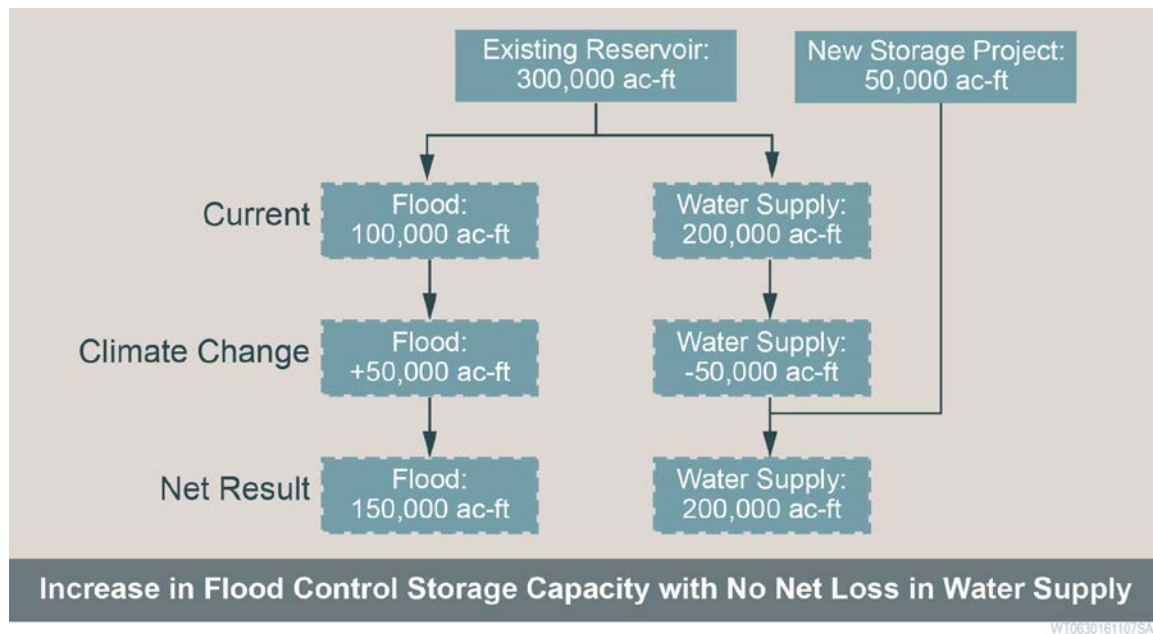 Existing Reservoir:
300,000 ac-ft
New Storage Project:
50,000 ac-ft
Current
Flood:
100,000 ac-ft
Water Supply:
200,000 ac-ft
Climate Change
Flood:
+50,000 ac-ft
Water Supply:
-50,000 ac-ft
Net Result
Flood:
150,000 ac-ft
Water Supply:
200,000 ac-ft
Increase in Flood Control Storage Capacity with No Net Loss in Water Supply
WT0630161107SAC